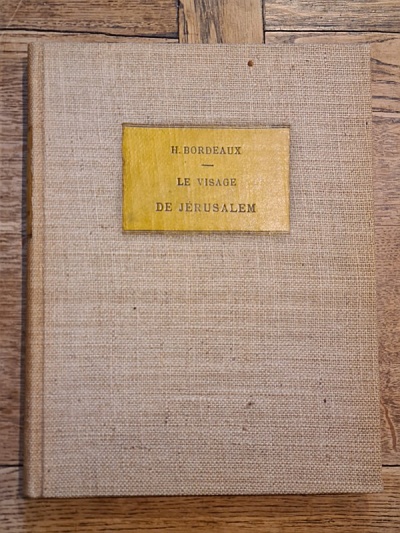 H. BORDEAUX
—
LE VISAGE
DE JÉRUSALEM